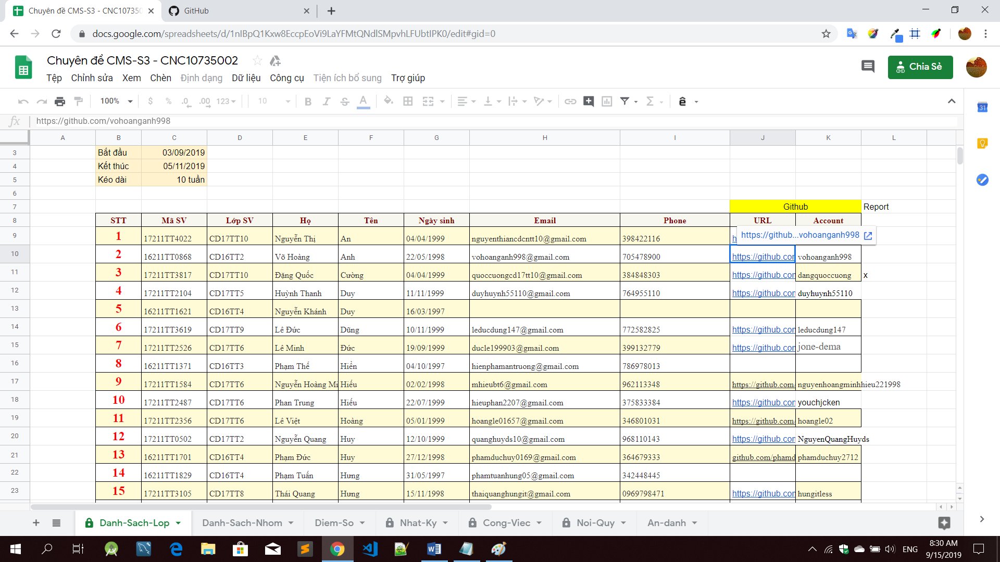 Chuyên đề CMS-S3 - CNC107350
GitHub
docs.google.com/spreadsheets/d/1nIBpQ1Kxw8EccpEoVi9LaYFMtQNdlSMpvhLFUbtIPK0/edit#gid=0
Chuyên đề CMS-S3 - CNC10735002
Chia Sẻ
Tệp Chỉnh sửa Xem Chèn Định dạng Dữ liệu Công cụ Tiện ích bổ sung Trợ giúp
100% $ % .0 .00 123 10 B I S A Σ ê
31
fx https://github.com/vohoanganh998
A B C D E F G H I J K L
3 Bắt đầu 03/09/2019
4 Kết thúc 05/11/2019
5 Kéo dài 10 tuần
6
7 Github Report
8 STT Mã SV Lớp SV Họ Tên Ngày sinh Email Phone URL Account
https://github...vohoanganh998
9 1 17211TT4022 CD17TT10 Nguyễn Thị An 04/04/1999 nguyenthiancdcntt10@gmail.com 398422116 h
10 2 16211TT0868 CD16TT2 Võ Hoàng Anh 22/05/1998 vohoanganh998@gmail.com 705478900 https://github.con vohoanganh998
11 3 17211TT3817 CD17TT10 Đặng Quốc Cường 04/04/1999 quoccuongcd17tt10@gmail.com 384848303 https://github.con dangquoccuong x
12 4 17211TT2104 CD17TT5 Huỳnh Thanh Duy 11/11/1999 duyhuynh55110@gmail.com 764955110 https://github.con duyhuynh55110
13 5 16211TT1621 CD16TT4 Nguyễn Khánh Duy 16/03/1997
14 6 17211TT3619 CD17TT9 Lê Đức Dũng 10/11/1999 leducdung147@gmail.com 772582825 https://github.con leducdung147
15 7 17211TT2526 CD17TT6 Lê Minh Đức 19/09/1999 ducle199903@gmail.com 399132779 https://github.con jone-dema
16 8 16211TT1371 CD16TT3 Phạm Thế Hiển 04/10/1997 hienphamantruong@gmail.com 786978013
17 9 17211TT1584 CD17TT6 Nguyễn Hoàng Mi Hiếu 02/02/1998 mhieubt6@gmail.com 962113348 https://github.com/ nguyenhoangminhhieu221998
18 10 17211TT2487 CD17TT6 Phan Trung Hiếu 22/07/1999 hieuphan2207@gmail.com 375833384 https://github.con youchjcken
19 11 17211TT2356 CD17TT6 Lê Việt Hoàng 05/01/1999 hoangle01657@gmail.com 346801031 https://github.com/ hoangle02
20 12 17211TT0502 CD17TT2 Nguyễn Quang Huy 12/10/1999 quanghuyds10@gmail.com 968110143 https://github.con NguyenQuangHuyds
21 13 16211TT1701 CD16TT4 Phạm Đức Huy 27/12/1998 phamduchuy0169@gmail.com 364679333 github.com/phamd phamduchuy2712
22 14 16211TT1829 CD16TT4 Phạm Tuấn Hưng 31/05/1997 phamtuanhung05@gmail.com 342448445
23 15 17211TT3105 CD17TT8 Thái Quang Hưng 15/11/1998 thaiquanghungit@gmail.com 0969798471 https://github.con hungitless
Danh-Sach-Lop Danh-Sach-Nhom Diem-So Nhat-Ky Cong-Viec Noi-Quy An-danh
ENG
8:30 AM
9/15/2019